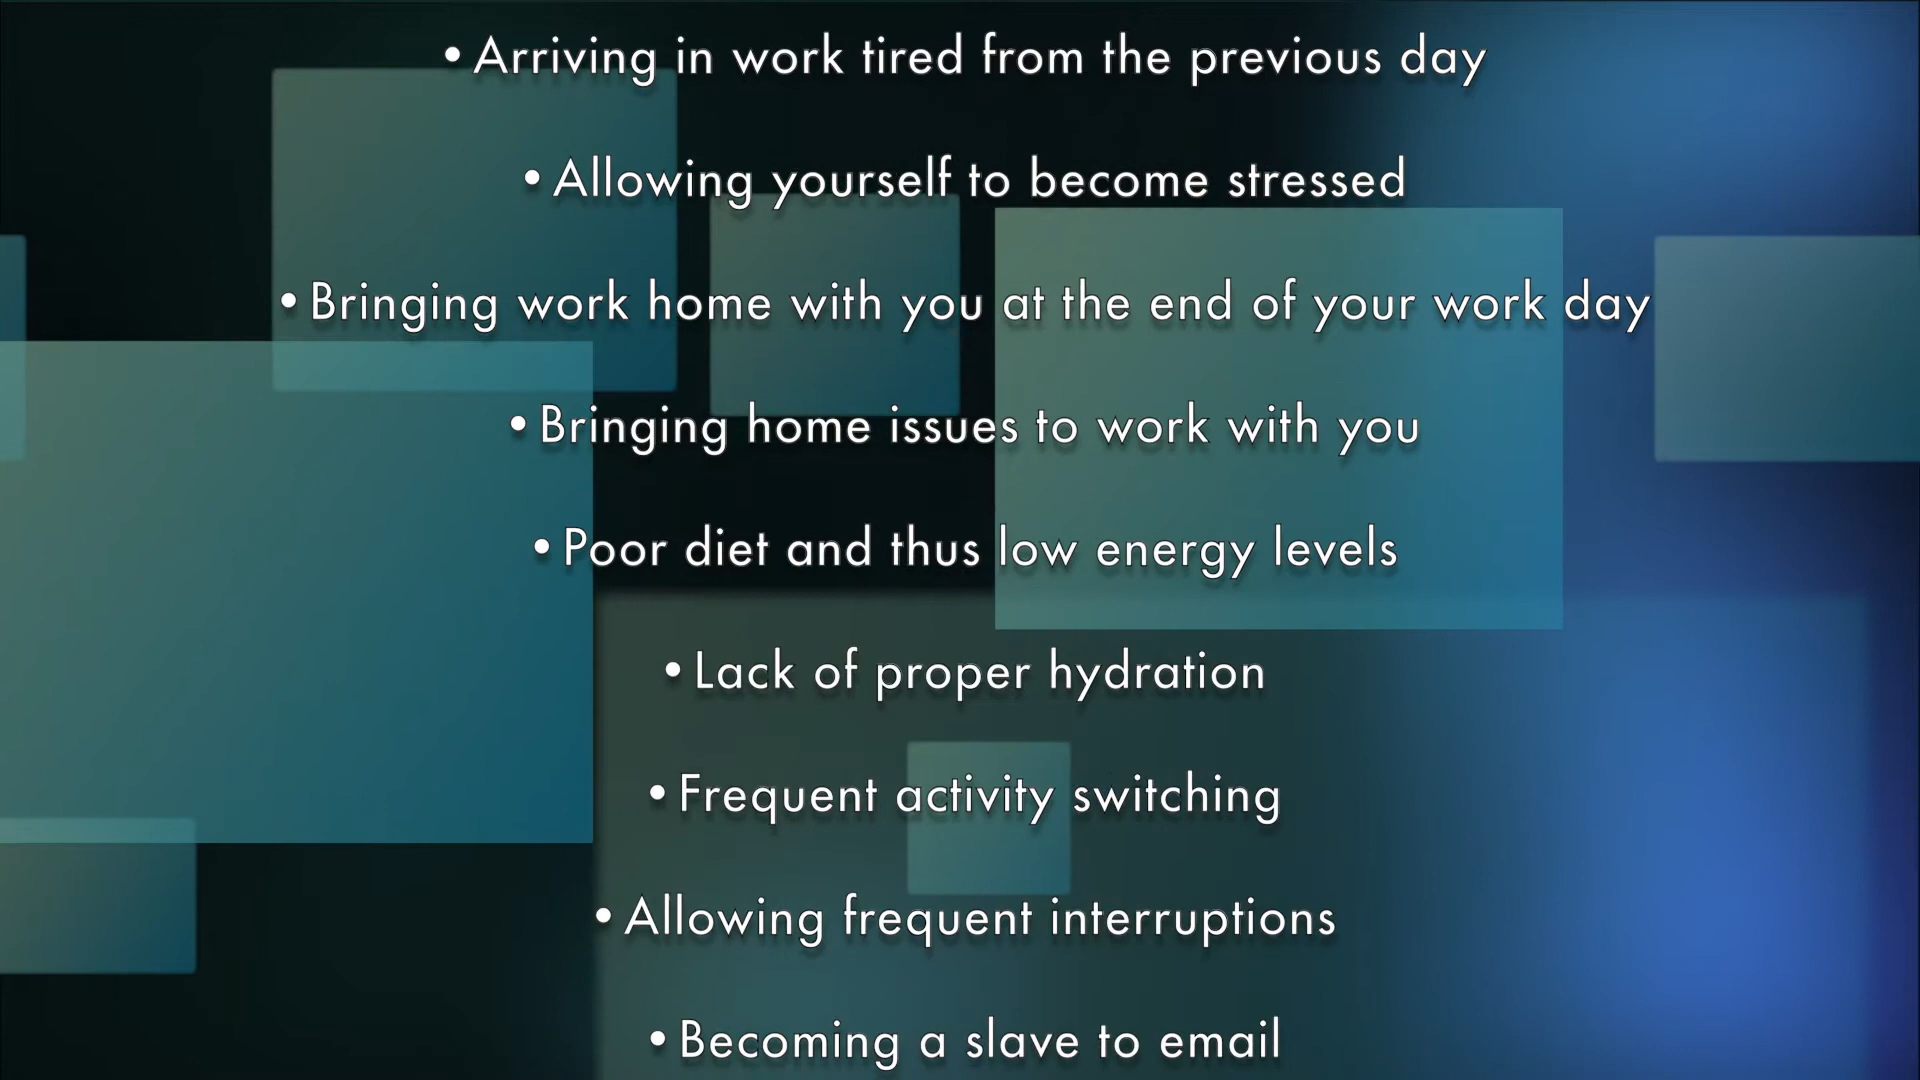 •Arriving in work tired from the previous day
•Allowing yourself to become stressed
•Bringing work home with you at the end of your work day
•Bringing home issues to work with you
•Poor diet and thus low energy levels
•Lack of proper hydration
•Frequent activity switching
•Allowing frequent interruptions
•Becoming a slave to email